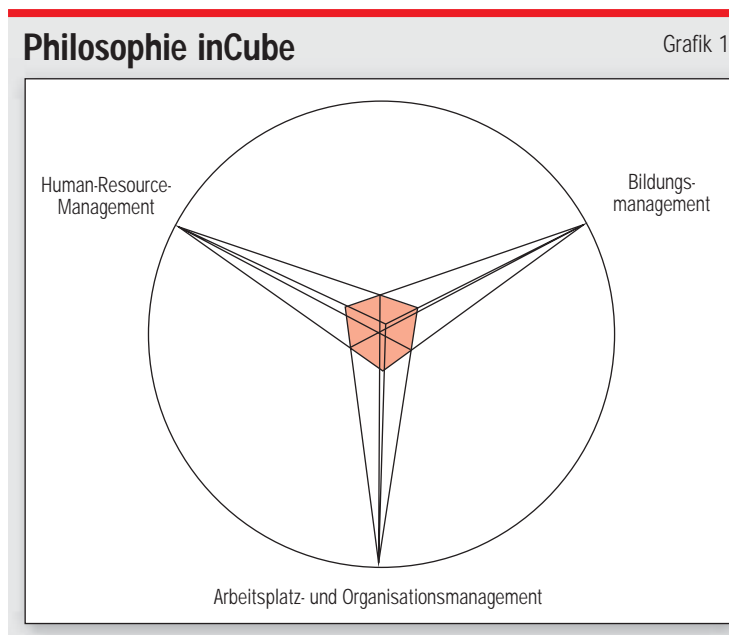 Philosophie inCube
Grafik 1
Human-Resource-
Management
Bildungs-
management
Arbeitsplatz- und Organisationsmanagement